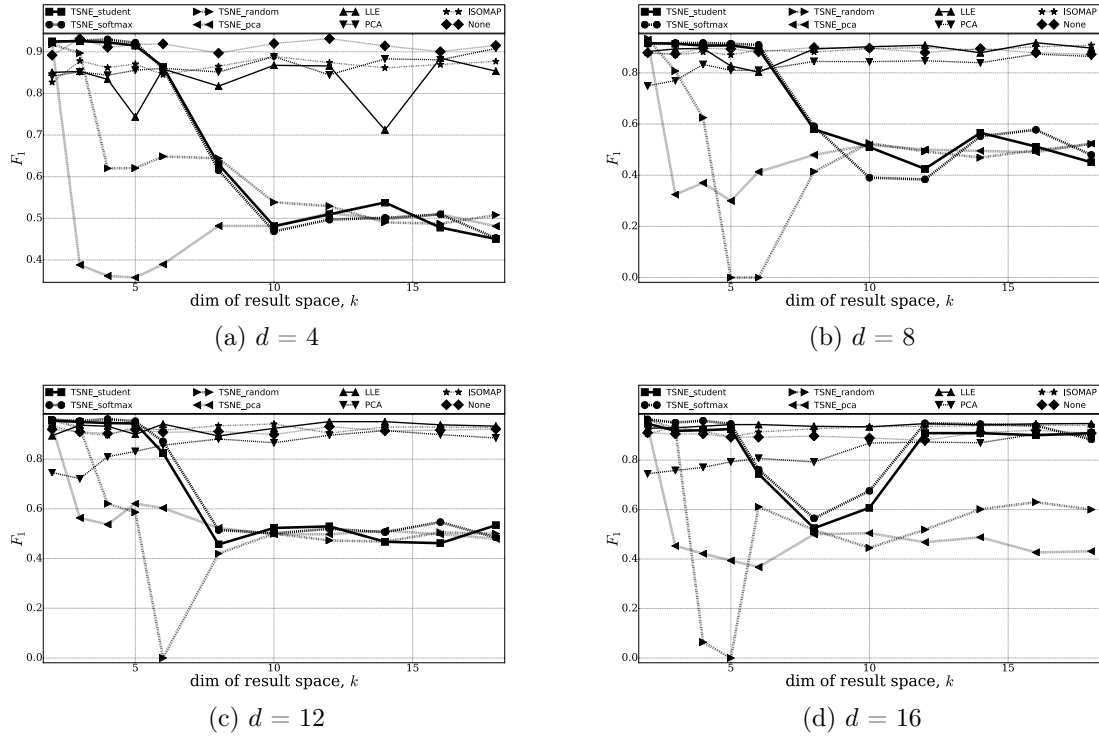 TSNE_student TSNE_random LLE ISOMAP
TSNE_softmax TSNE_pca PCA None
0.9
0.8
0.7
0.6
0.5
0.4
F1
5 10 15
dim of result space, k
(a) d = 4
TSNE_student TSNE_random LLE ISOMAP
TSNE_softmax TSNE_pca PCA None
0.8
0.6
0.4
0.2
0.0
F1
5 10 15
dim of result space, k
(b) d = 8
TSNE_student TSNE_random LLE ISOMAP
TSNE_softmax TSNE_pca PCA None
0.8
0.6
0.4
0.2
0.0
F1
5 10 15
dim of result space, k
(c) d = 12
TSNE_student TSNE_random LLE ISOMAP
TSNE_softmax TSNE_pca PCA None
0.8
0.6
0.4
0.2
0.0
F1
5 10 15
dim of result space, k
(d) d = 16